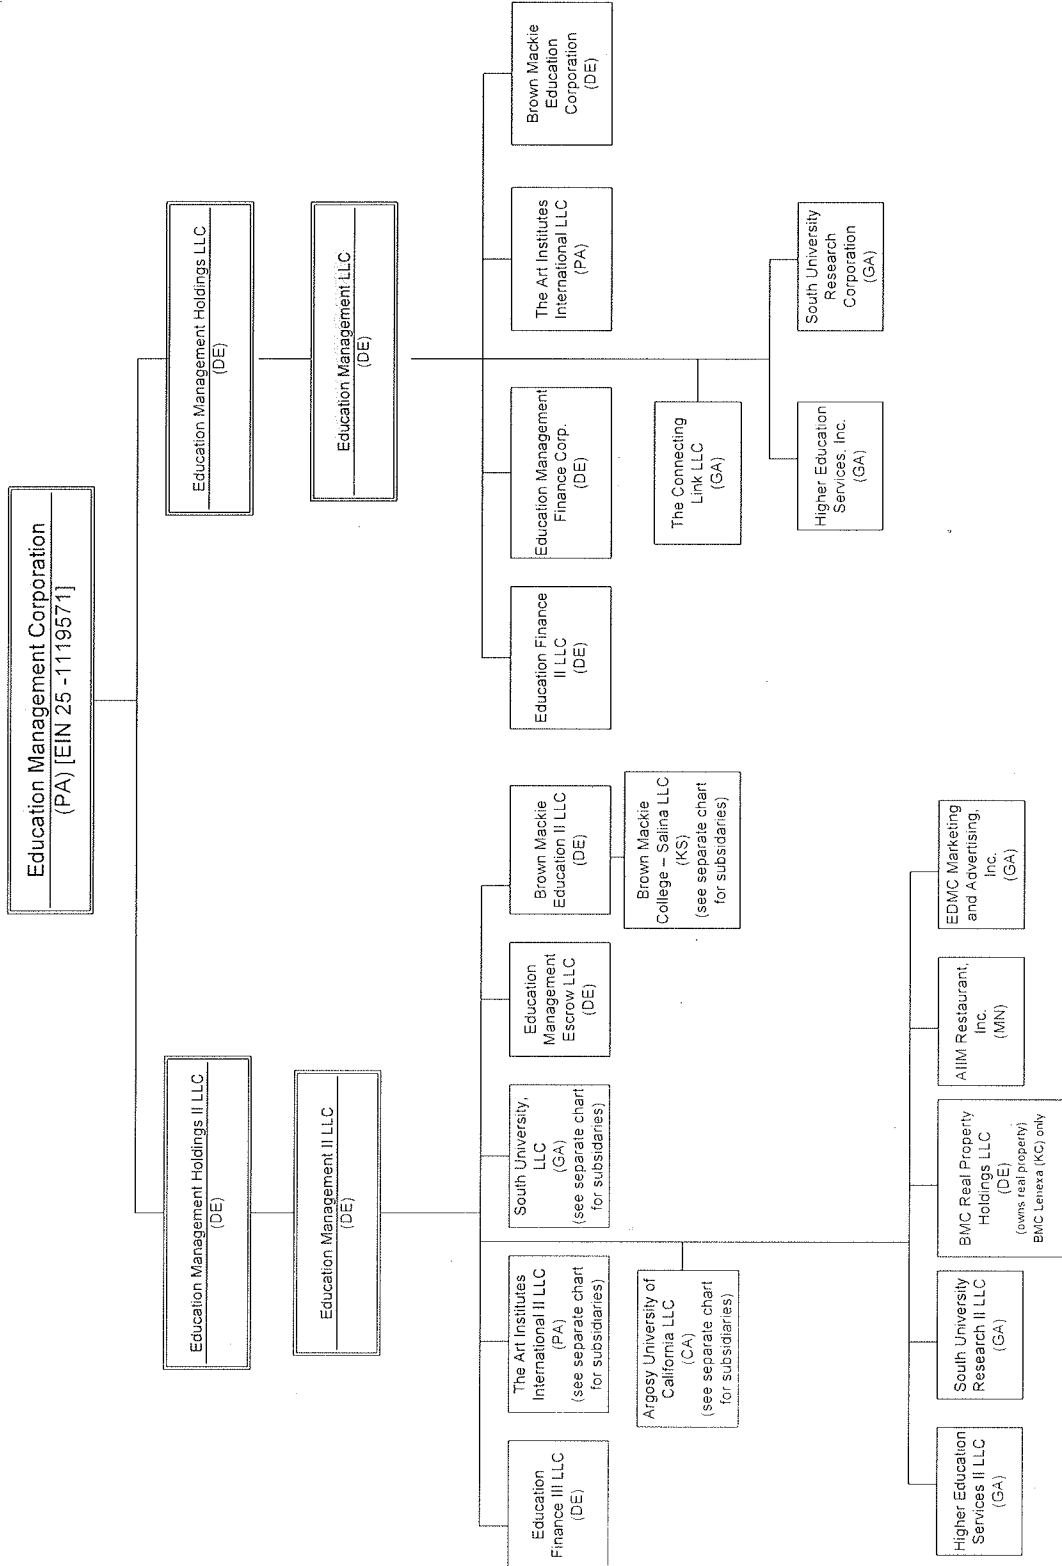 Education Management Corporation
(PA) [EIN 25 -1119571]
Education Management Holdings II LLC
(DE)
Education Management Holdings LLC
(DE)
Education Management II LLC
(DE)
Education Management LLC
(DE)
Education
Finance III LLC
(DE)
The Art Institutes
International II LLC
(PA)
(see separate chart
for subsidiaries)
South University,
LLC
(GA)
(see separate chart
for subsidaries)
Education
Management
Escrow LLC
(DE)
Brown Mackie
Education II LLC
(DE)
Education Finance
II LLC
(DE)
Education Management
Finance Corp.
(DE)
The Art Institutes
International LLC
(PA)
Brown Mackie
Education
Corporation
(DE)
Argosy University of
California LLC
(CA)
(see separate chart
for subsidiaries)
Brown Mackie
College – Salina LLC
(KS)
(see separate chart
for subsidaries)
The Connecting
Link LLC
(GA)
Higher Education
Services, Inc.
(GA)
South University
Research
Corporation
(GA)
Higher Education
Services II LLC
(GA)
South University
Research II LLC
(GA)
BMC Real Property
Holdings LLC
(DE)
(owns real property)
BMC Lenexa (KC) only
AIIM Restaurant,
Inc.
(MN)
EDMC Marketing
and Advertising,
Inc.
(GA)